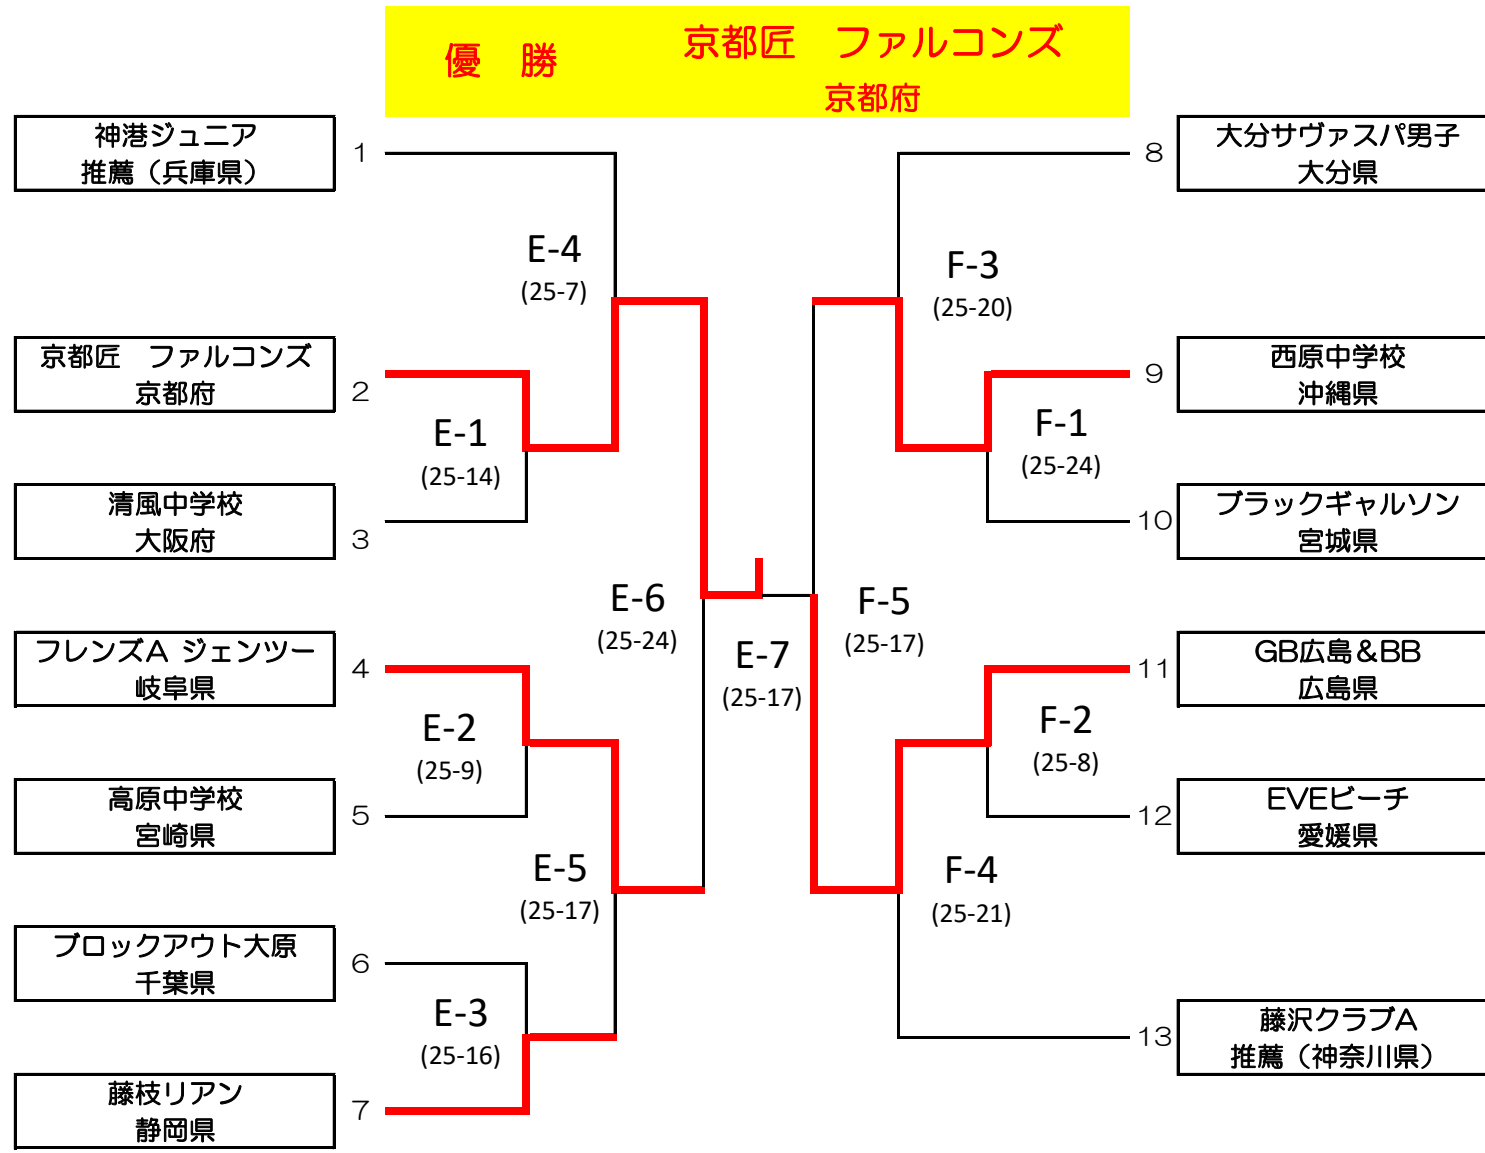 優　勝
京都匠　ファルコンズ
京都府
神港ジュニア
推薦（兵庫県）
1
京都匠　ファルコンズ
京都府
2
清風中学校
大阪府
3
フレンズA ジェンツー
岐阜県
4
高原中学校
宮崎県
5
ブロックアウト大原
千葉県
6
藤枝リアン
静岡県
7
E-4
(25-7)
E-1
(25-14)
E-6
(25-24)
E-2
(25-9)
E-5
(25-17)
E-3
(25-16)
E-7
(25-17)
F-3
(25-20)
F-1
(25-24)
F-5
(25-17)
F-2
(25-8)
F-4
(25-21)
8
大分サヴァスパ男子
大分県
9
西原中学校
沖縄県
10
ブラックギャルソン
宮城県
11
GB広島&BB
広島県
12
EVEビーチ
愛媛県
13
藤沢クラブA
推薦（神奈川県）